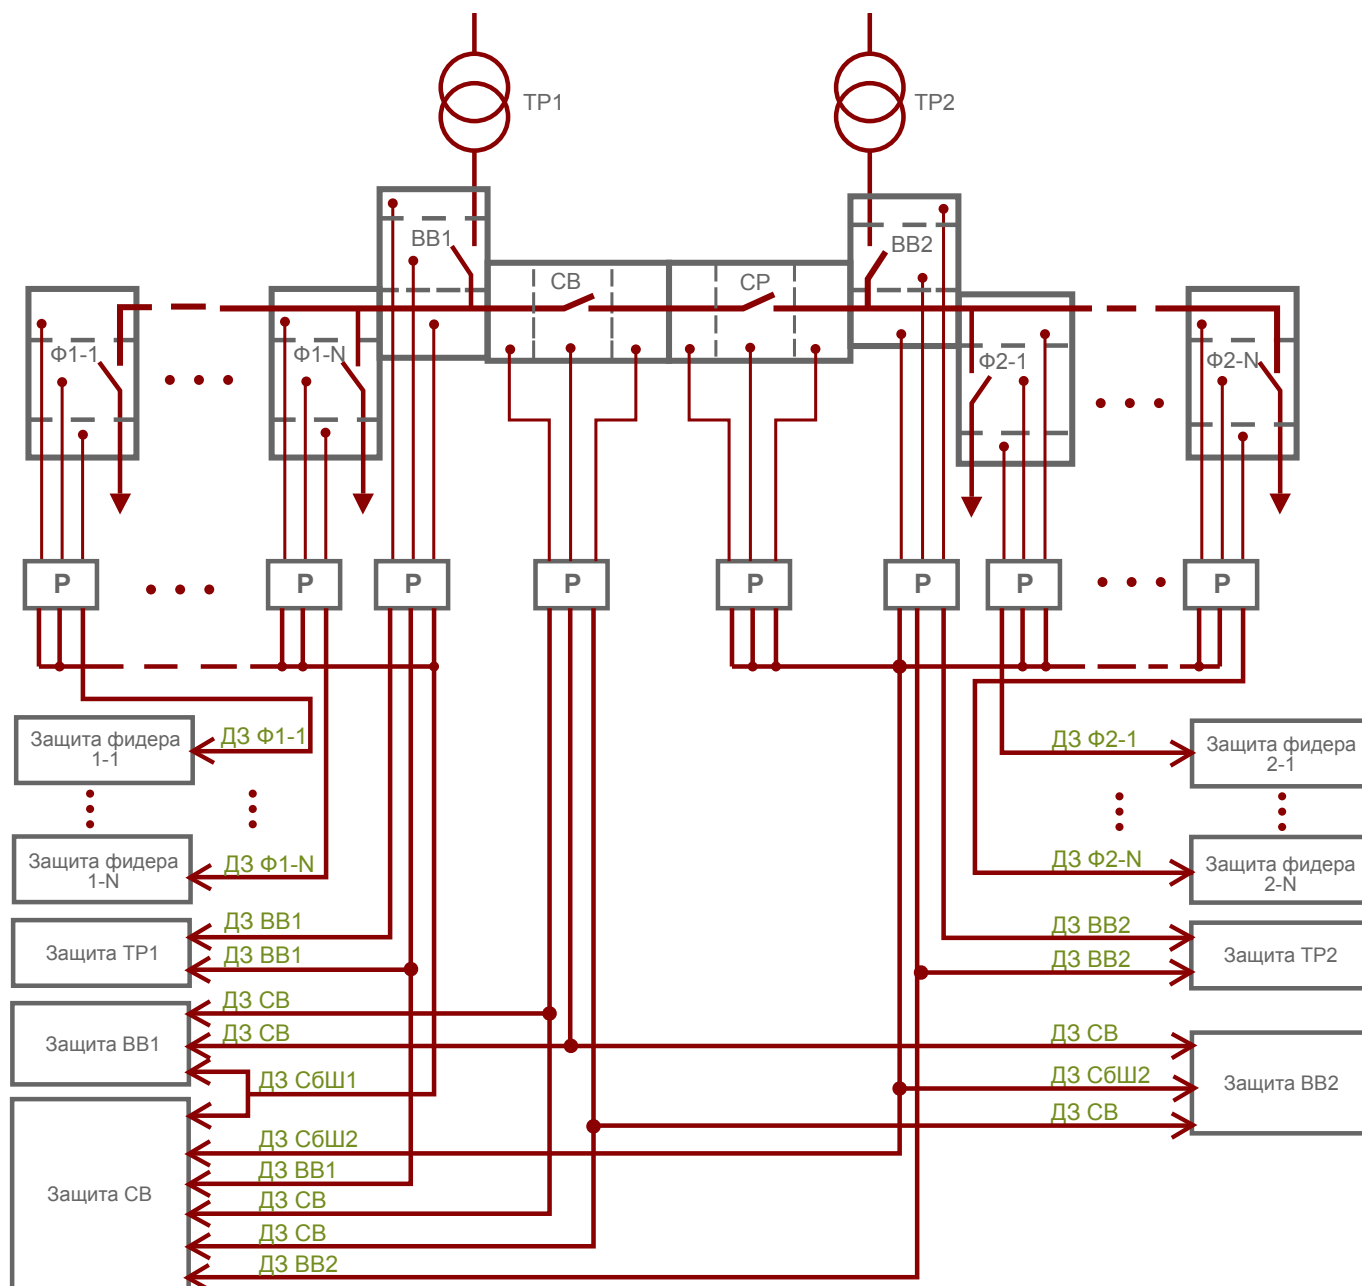 ТР1
ТР2
ВВ1
ВВ2
СВ
СР
Ф1-1
Ф1-N
Ф2-1
Ф2-N
Р
Р
Р
Р
Р
Р
Р
Р
Защита фидера
1-1
ДЗ Ф1-1
ДЗ Ф2-1
Защита фидера
2-1
Защита фидера
1-N
ДЗ Ф1-N
ДЗ Ф2-N
Защита фидера
2-N
Защита ТР1
ДЗ ВВ1
ДЗ ВВ1
ДЗ ВВ2
ДЗ ВВ2
Защита ТР2
Защита ВВ1
ДЗ СВ
ДЗ СВ
ДЗ СбШ1
ДЗ СВ
ДЗ СбШ2
ДЗ СВ
Защита ВВ2
Защита СВ
ДЗ СбШ2
ДЗ ВВ1
ДЗ СВ
ДЗ СВ
ДЗ ВВ2